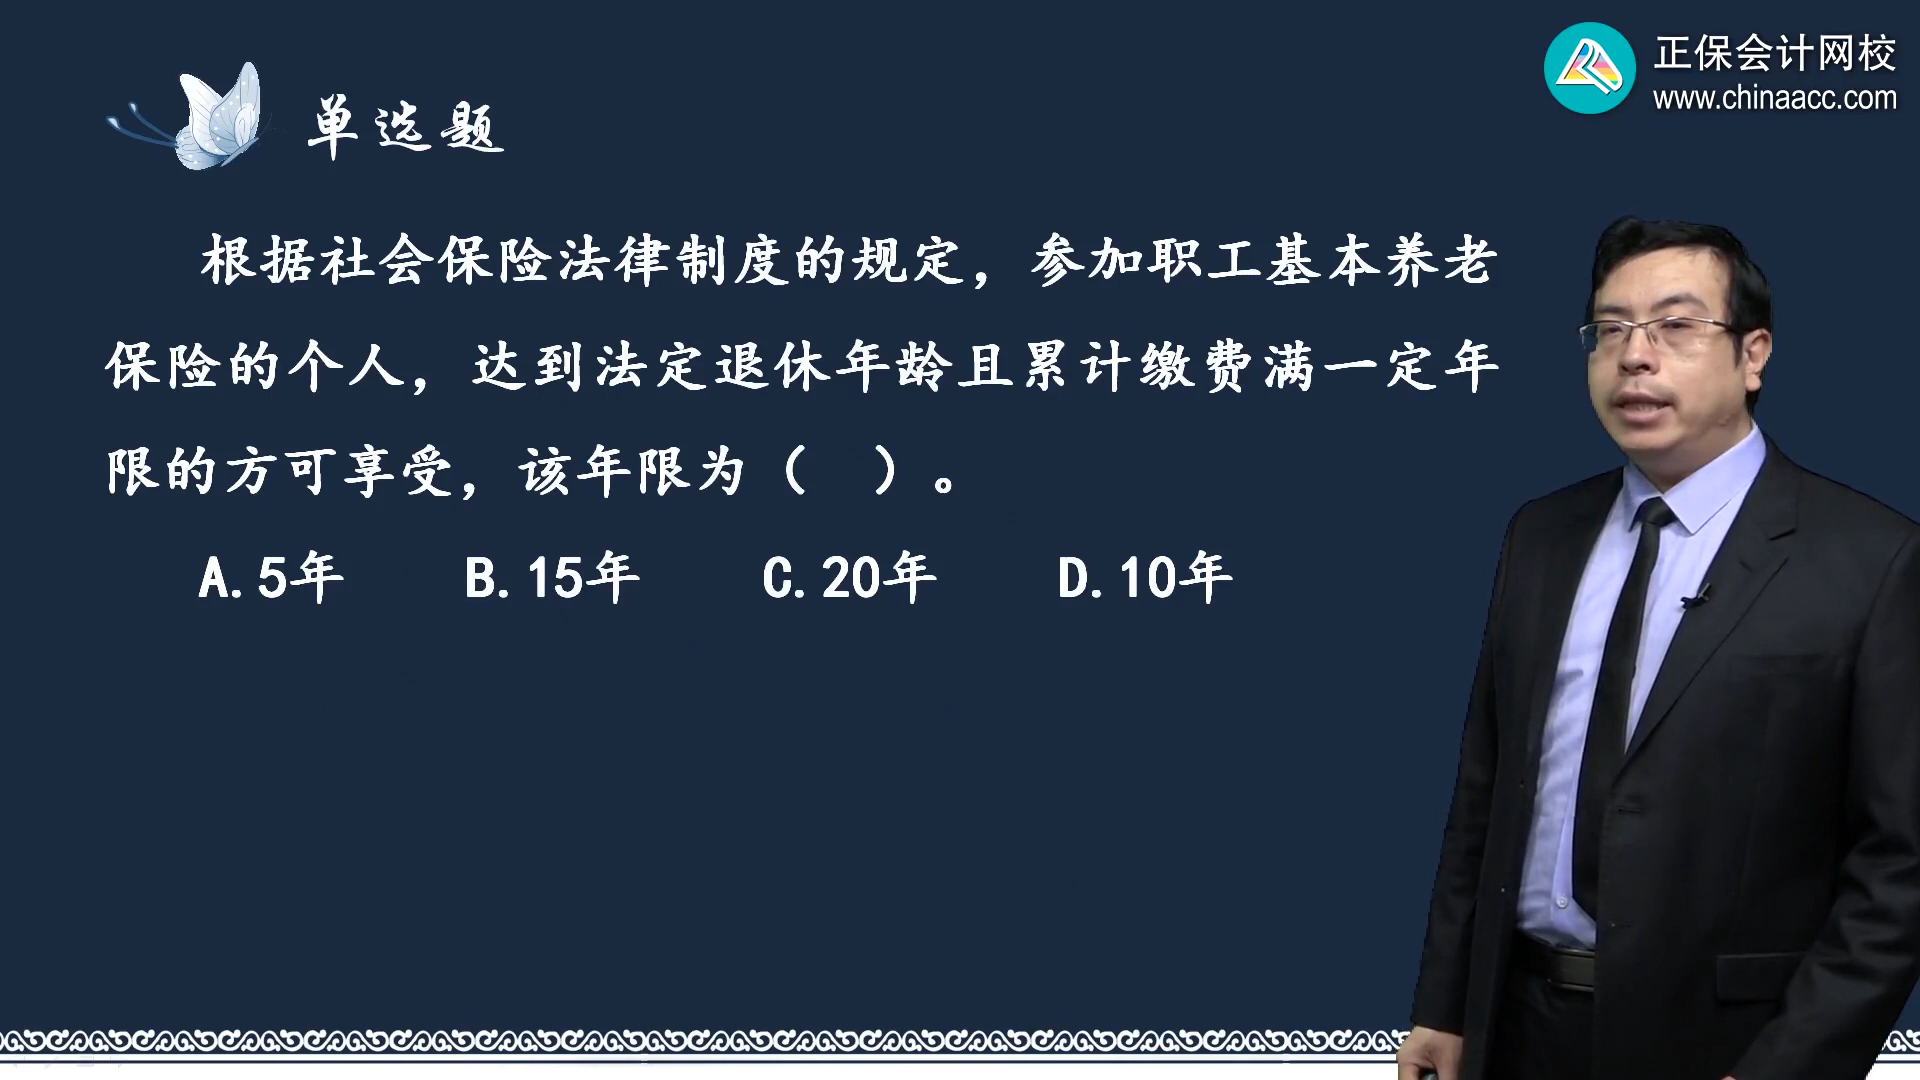 正保会计网校
www.chinaacc.com
单选题
根据社会保险法律制度的规定，参加职工基本养老
保险的个人，达到法定退休年龄且累计缴费满一定年
限的方可享受，该年限为（ ）。
A.5年 B.15年 C.20年 D.10年